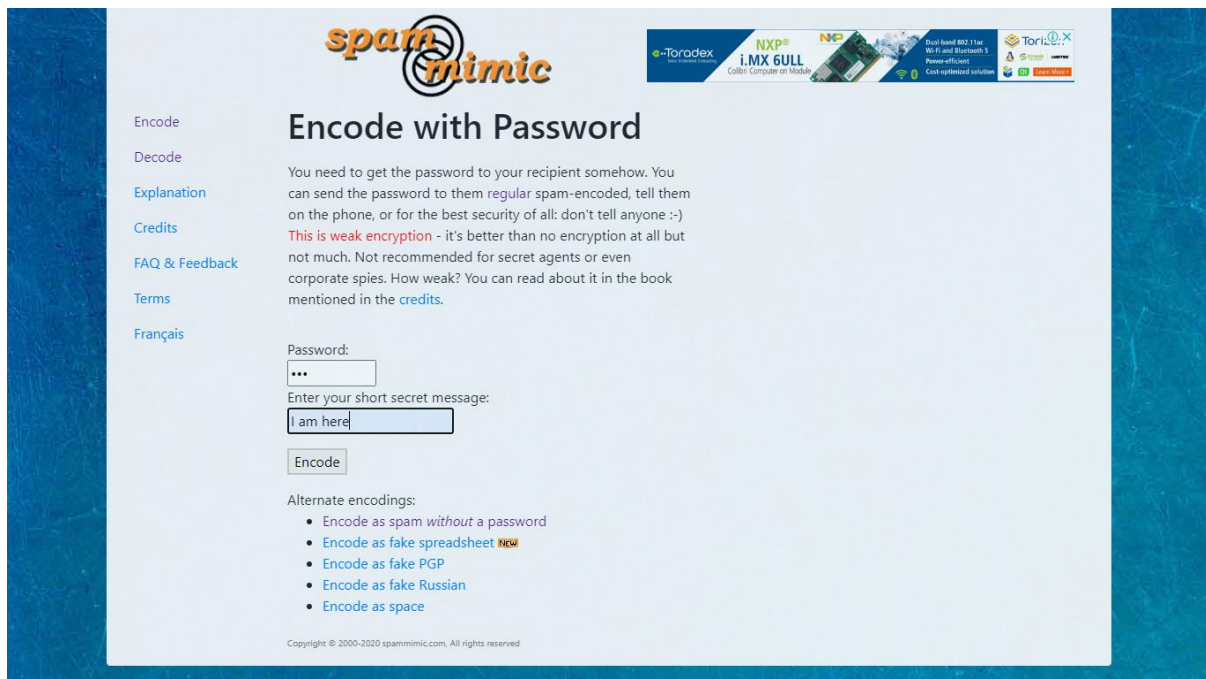 spam mimic
Toradex
NXP®
i.MX 6ULL
Colibri Computer on Module
NXP
Dual-band 802.11ac
Wi-Fi and Bluetooth 5
Power-efficient
Cost-optimized solution
Learn More
Encode
Decode
Explanation
Credits
FAQ & Feedback
Terms
Français
Encode with Password
You need to get the password to your recipient somehow. You
can send the password to them regular spam-encoded, tell them
on the phone, or for the best security of all: don't tell anyone :-)
This is weak encryption - it's better than no encryption at all but
not much. Not recommended for secret agents or even
corporate spies. How weak? You can read about it in the book
mentioned in the credits.
Password:
•••
Enter your short secret message:
I am here
Encode
Alternate encodings:
• Encode as spam without a password
• Encode as fake spreadsheet NEW
• Encode as fake PGP
• Encode as fake Russian
• Encode as space
Copyright © 2000-2020 spammimic.com, All rights reserved